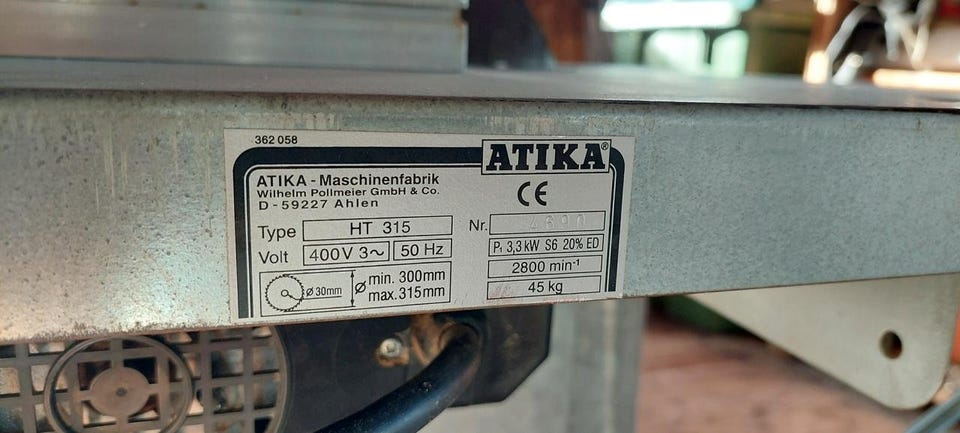 362 058
ATIKA®
ATIKA - Maschinenfabrik
Wilhelm Pollmeier GmbH & Co.
D - 59227 Ahlen
CE
Type HT 315
Nr. 4690
Volt 400V 3~ 50 Hz
P₁ 3,3 kW S6 20% ED
2800 min⁻¹
ø 30mm ø min. 300mm
max. 315mm
45 kg